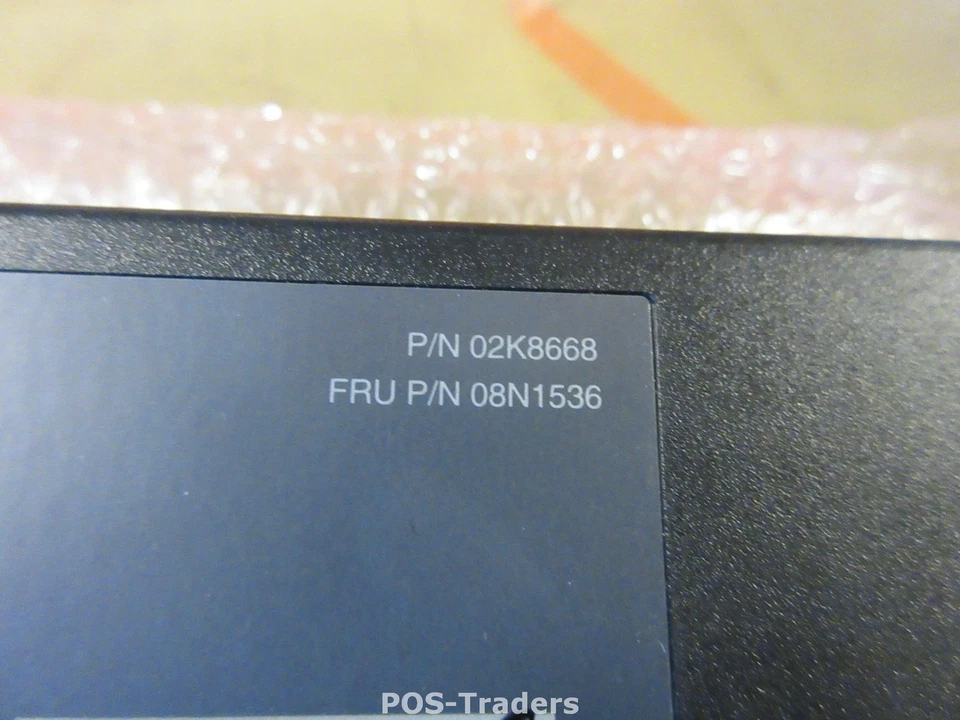 P/N 02K8668
FRU P/N 08N1536
POS-Traders